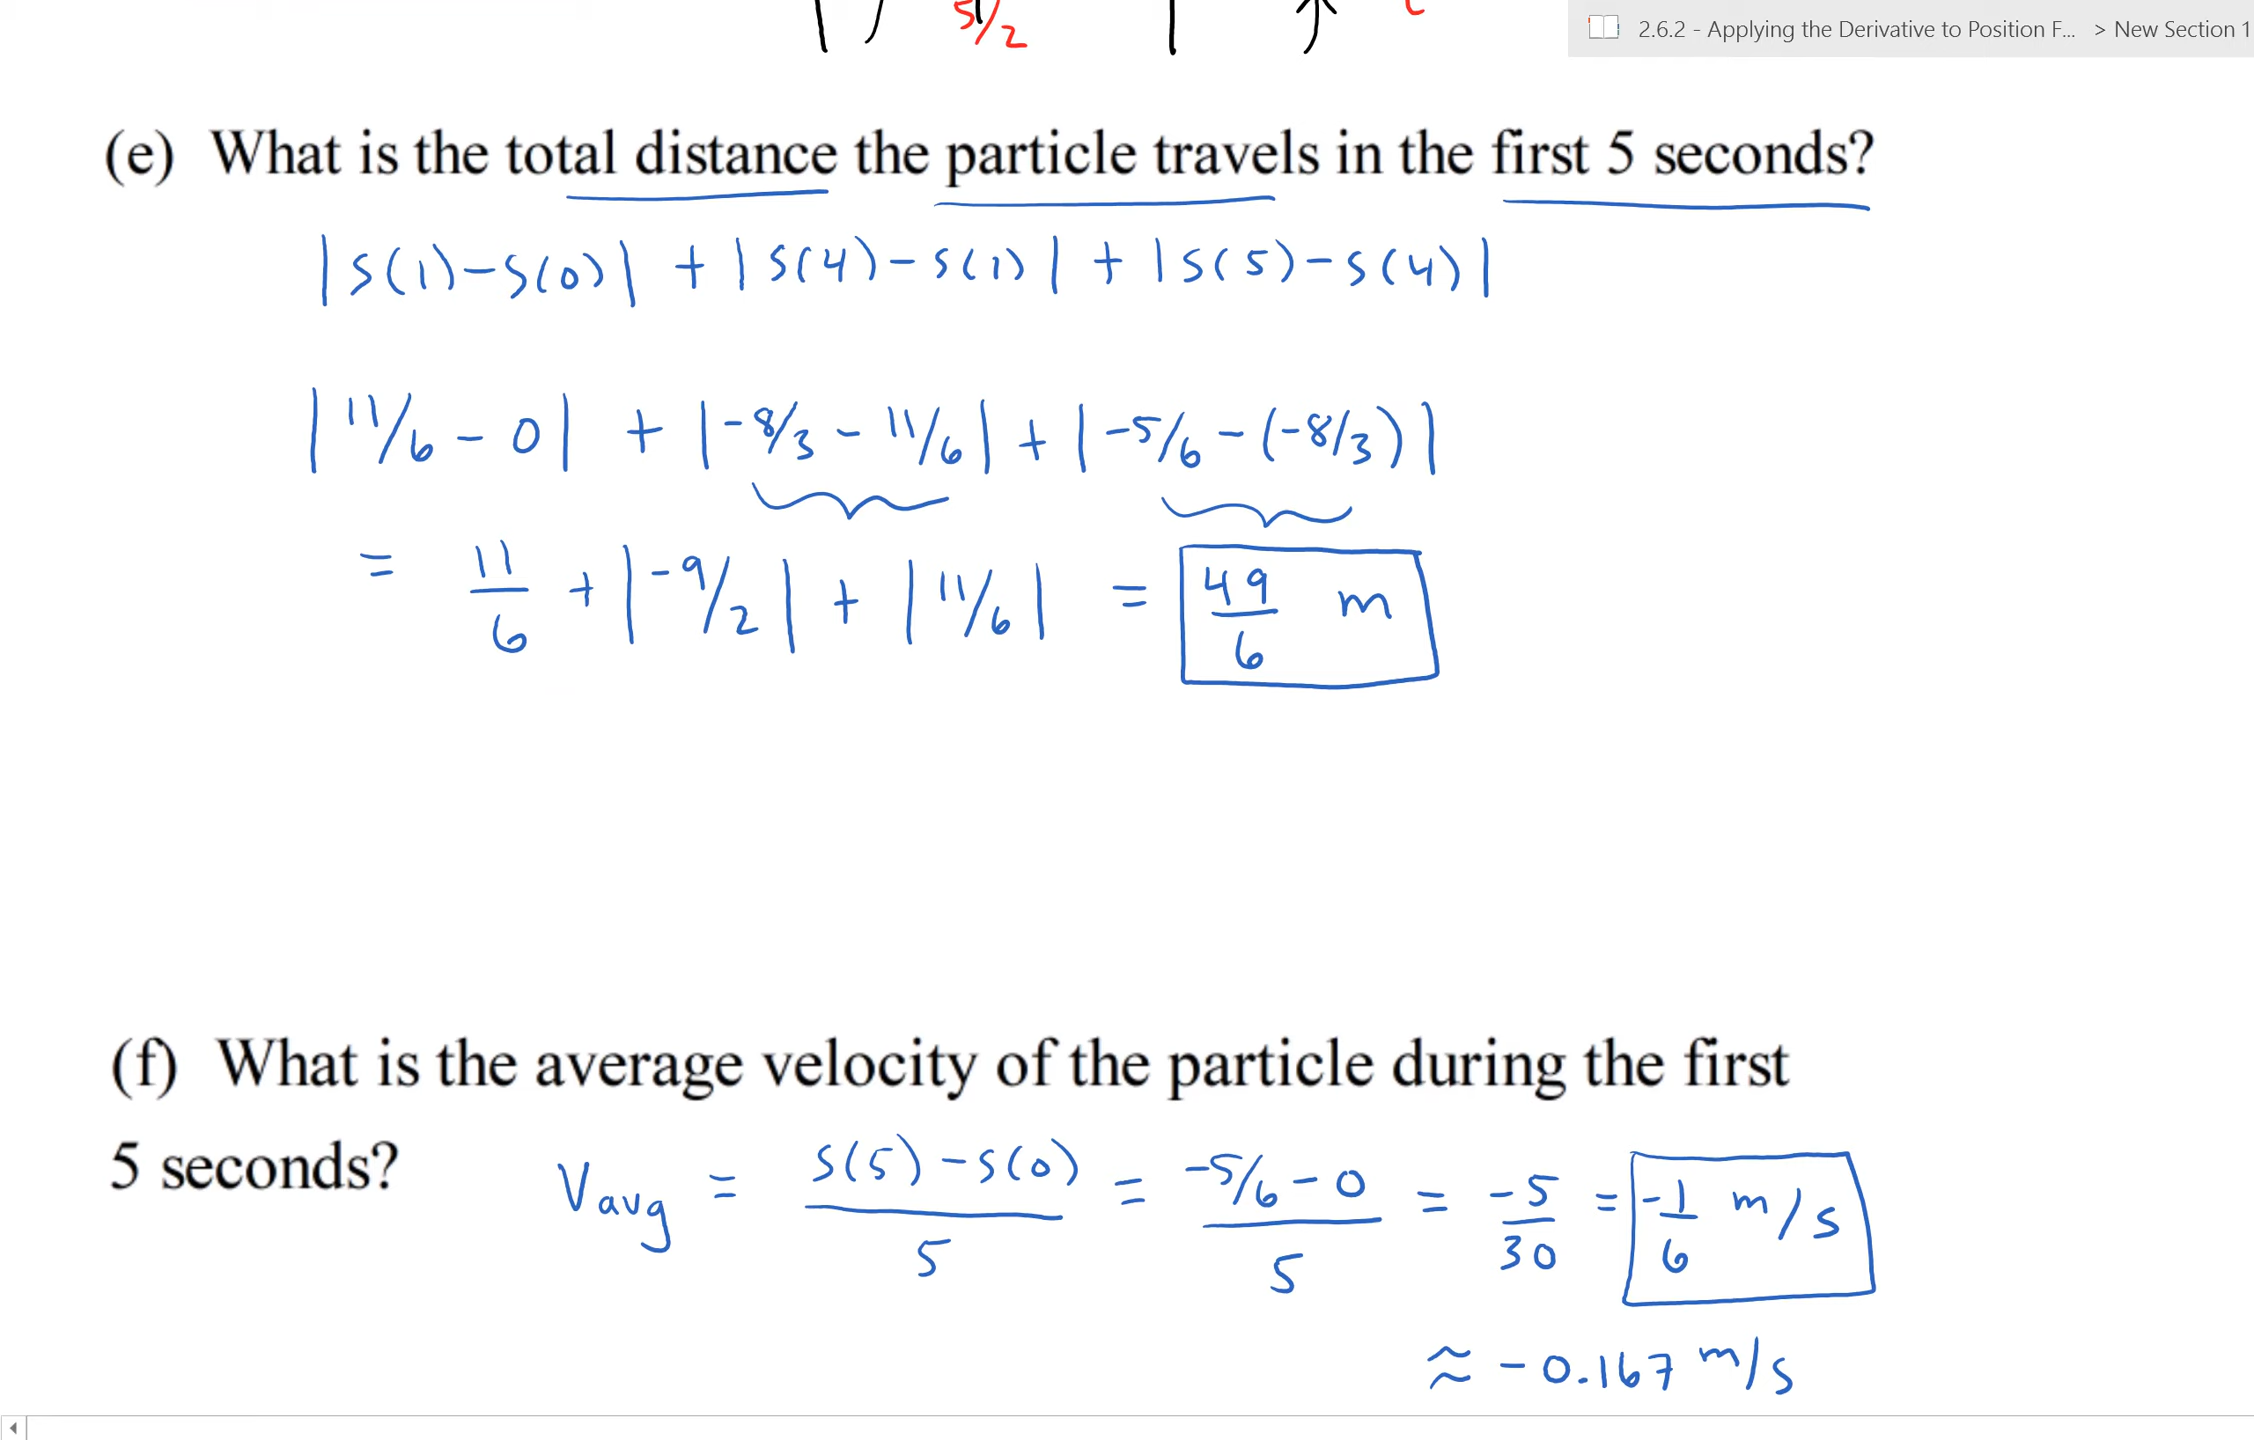 5/2
2.6.2 - Applying the Derivative to Position F... > New Section 1
(e) What is the total distance the particle travels in the first 5 seconds?
|s(1)-s(0)| + |s(4)-s(1)| + |s(5)-s(4)|
|11/6 - 0| + |-8/3 - 11/6| + |-5/6 - (-8/3)|
= 11/6 + |-9/2| + |11/6| = 49/6 m
(f) What is the average velocity of the particle during the first
5 seconds? Vavg = s(5)-s(0)/5 = -5/6-0/5 = -5/30 = -1/6 m/s
≈ -0.167 m/s